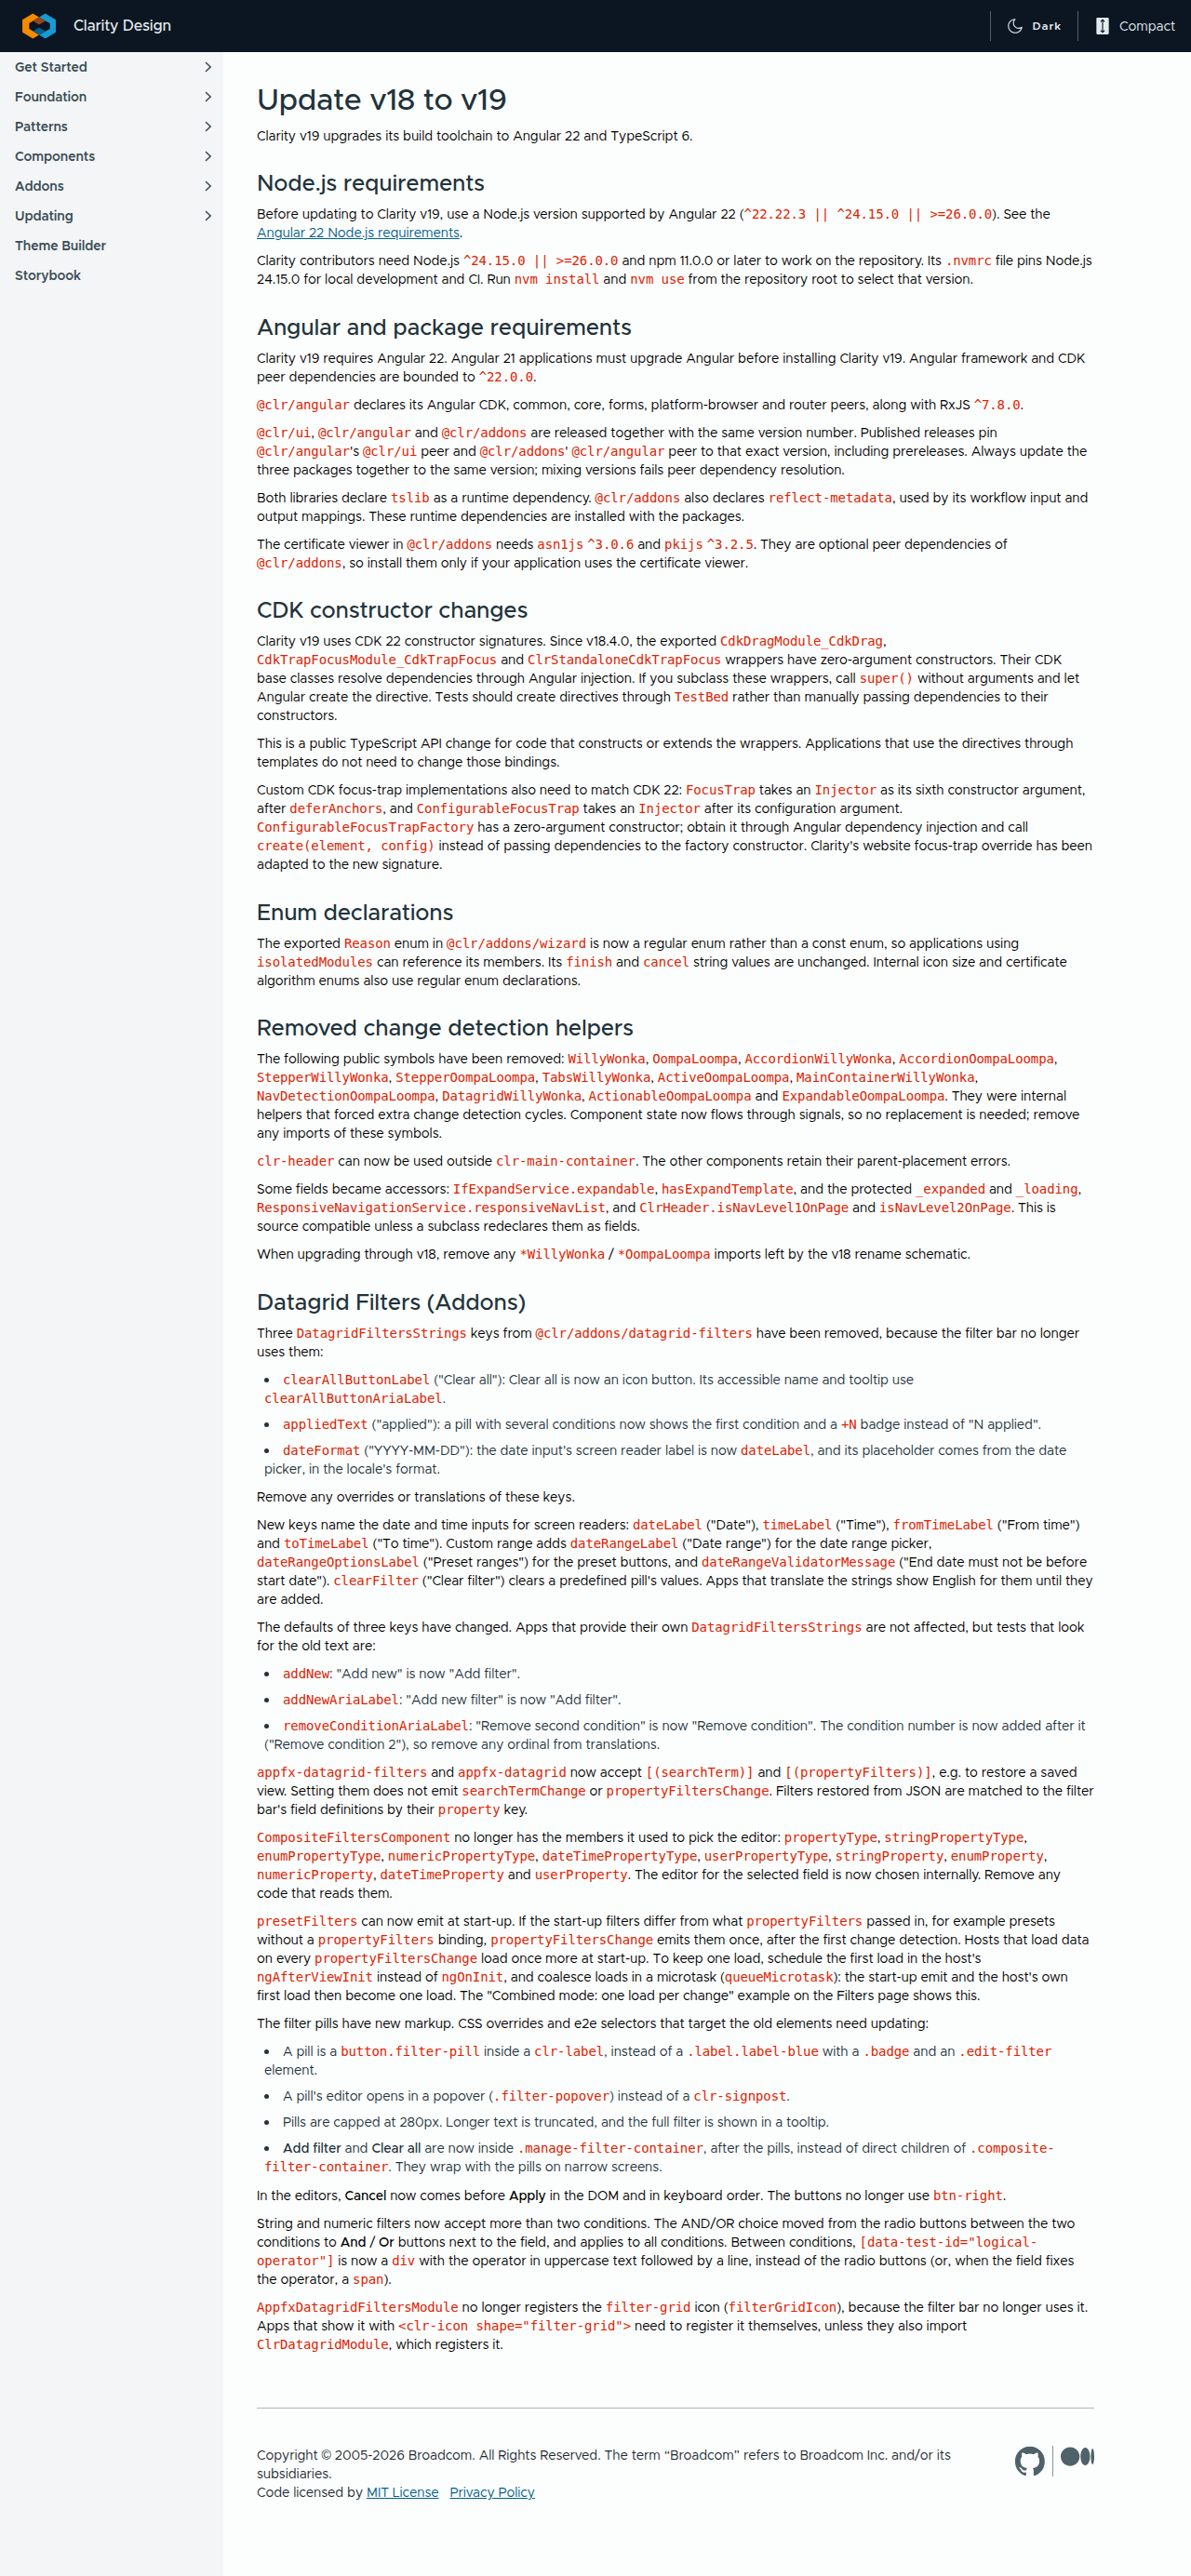 Clarity Design
Dark
Compact
Get Started
Foundation
Patterns
Components
Addons
Updating
Theme Builder
Storybook
Update v18 to v19
Clarity v19 upgrades its build toolchain to Angular 22 and TypeScript 6.
Node.js requirements
Before updating to Clarity v19, use a Node.js version supported by Angular 22 (^22.22.3 || ^24.15.0 || >=26.0.0). See the
Angular 22 Node.js requirements.
Clarity contributors need Node.js ^24.15.0 || >=26.0.0 and npm 11.0.0 or later to work on the repository. Its .nvmrc file pins Node.js
24.15.0 for local development and CI. Run nvm install and nvm use from the repository root to select that version.
Angular and package requirements
Clarity v19 requires Angular 22. Angular 21 applications must upgrade Angular before installing Clarity v19. Angular framework and CDK
peer dependencies are bounded to ^22.0.0.
@clr/angular declares its Angular CDK, common, core, forms, platform-browser and router peers, along with RxJS ^7.8.0.
@clr/ui, @clr/angular and @clr/addons are released together with the same version number. Published releases pin
@clr/angular's @clr/ui peer and @clr/addons' @clr/angular peer to that exact version, including prereleases. Always update the
three packages together to the same version; mixing versions fails peer dependency resolution.
Both libraries declare tslib as a runtime dependency. @clr/addons also declares reflect-metadata, used by its workflow input and
output mappings. These runtime dependencies are installed with the packages.
The certificate viewer in @clr/addons needs asn1js ^3.0.6 and pkijs ^3.2.5. They are optional peer dependencies of
@clr/addons, so install them only if your application uses the certificate viewer.
CDK constructor changes
Clarity v19 uses CDK 22 constructor signatures. Since v18.4.0, the exported CdkDragModule_CdkDrag,
CdkTrapFocusModule_CdkTrapFocus and ClrStandaloneCdkTrapFocus wrappers have zero-argument constructors. Their CDK
base classes resolve dependencies through Angular injection. If you subclass these wrappers, call super() without arguments and let
Angular create the directive. Tests should create directives through TestBed rather than manually passing dependencies to their
constructors.
This is a public TypeScript API change for code that constructs or extends the wrappers. Applications that use the directives through
templates do not need to change those bindings.
Custom CDK focus-trap implementations also need to match CDK 22: FocusTrap takes an Injector as its sixth constructor argument,
after deferAnchors, and ConfigurableFocusTrap takes an Injector after its configuration argument.
ConfigurableFocusTrapFactory has a zero-argument constructor; obtain it through Angular dependency injection and call
create(element, config) instead of passing dependencies to the factory constructor. Clarity's website focus-trap override has been
adapted to the new signature.
Enum declarations
The exported Reason enum in @clr/addons/wizard is now a regular enum rather than a const enum, so applications using
isolatedModules can reference its members. Its finish and cancel string values are unchanged. Internal icon size and certificate
algorithm enums also use regular enum declarations.
Removed change detection helpers
The following public symbols have been removed: WillyWonka, OompaLoompa, AccordionWillyWonka, AccordionOompaLoompa,
StepperWillyWonka, StepperOompaLoompa, TabsWillyWonka, ActiveOompaLoompa, MainContainerWillyWonka,
NavDetectionOompaLoompa, DatagridWillyWonka, ActionableOompaLoompa and ExpandableOompaLoompa. They were internal
helpers that forced extra change detection cycles. Component state now flows through signals, so no replacement is needed; remove
any imports of these symbols.
clr-header can now be used outside clr-main-container. The other components retain their parent-placement errors.
Some fields became accessors: IfExpandService.expandable, hasExpandTemplate, and the protected _expanded and _loading,
ResponsiveNavigationService.responsiveNavList, and ClrHeader.isNavLevel1OnPage and isNavLevel2OnPage. This is
source compatible unless a subclass redeclares them as fields.
When upgrading through v18, remove any *WillyWonka / *OompaLoompa imports left by the v18 rename schematic.
Datagrid Filters (Addons)
Three DatagridFiltersStrings keys from @clr/addons/datagrid-filters have been removed, because the filter bar no longer
uses them:
• clearAllButtonLabel ("Clear all"): Clear all is now an icon button. Its accessible name and tooltip use
clearAllButtonAriaLabel.
• appliedText ("applied"): a pill with several conditions now shows the first condition and a +N badge instead of "N applied".
• dateFormat ("YYYY-MM-DD"): the date input's screen reader label is now dateLabel, and its placeholder comes from the date
picker, in the locale's format.
Remove any overrides or translations of these keys.
New keys name the date and time inputs for screen readers: dateLabel ("Date"), timeLabel ("Time"), fromTimeLabel ("From time")
and toTimeLabel ("To time"). Custom range adds dateRangeLabel ("Date range") for the date range picker,
dateRangeOptionsLabel ("Preset ranges") for the preset buttons, and dateRangeValidatorMessage ("End date must not be before
start date"). clearFilter ("Clear filter") clears a predefined pill's values. Apps that translate the strings show English for them until they
are added.
The defaults of three keys have changed. Apps that provide their own DatagridFiltersStrings are not affected, but tests that look
for the old text are:
• addNew: "Add new" is now "Add filter".
• addNewAriaLabel: "Add new filter" is now "Add filter".
• removeConditionAriaLabel: "Remove second condition" is now "Remove condition". The condition number is now added after it
("Remove condition 2"), so remove any ordinal from translations.
appfx-datagrid-filters and appfx-datagrid now accept [(searchTerm)] and [(propertyFilters)], e.g. to restore a saved
view. Setting them does not emit searchTermChange or propertyFiltersChange. Filters restored from JSON are matched to the filter
bar's field definitions by their property key.
CompositeFiltersComponent no longer has the members it used to pick the editor: propertyType, stringPropertyType,
enumPropertyType, numericPropertyType, dateTimePropertyType, userPropertyType, stringProperty, enumProperty,
numericProperty, dateTimeProperty and userProperty. The editor for the selected field is now chosen internally. Remove any
code that reads them.
presetFilters can now emit at start-up. If the start-up filters differ from what propertyFilters passed in, for example presets
without a propertyFilters binding, propertyFiltersChange emits them once, after the first change detection. Hosts that load data
on every propertyFiltersChange load once more at start-up. To keep one load, schedule the first load in the host's
ngAfterViewInit instead of ngOnInit, and coalesce loads in a microtask (queueMicrotask): the start-up emit and the host's own
first load then become one load. The "Combined mode: one load per change" example on the Filters page shows this.
The filter pills have new markup. CSS overrides and e2e selectors that target the old elements need updating:
• A pill is a button.filter-pill inside a clr-label, instead of a .label.label-blue with a .badge and an .edit-filter
element.
• A pill's editor opens in a popover (.filter-popover) instead of a clr-signpost.
• Pills are capped at 280px. Longer text is truncated, and the full filter is shown in a tooltip.
• Add filter and Clear all are now inside .manage-filter-container, after the pills, instead of direct children of .composite-
filter-container. They wrap with the pills on narrow screens.
In the editors, Cancel now comes before Apply in the DOM and in keyboard order. The buttons no longer use btn-right.
String and numeric filters now accept more than two conditions. The AND/OR choice moved from the radio buttons between the two
conditions to And / Or buttons next to the field, and applies to all conditions. Between conditions, [data-test-id="logical-
operator"] is now a div with the operator in uppercase text followed by a line, instead of the radio buttons (or, when the field fixes
the operator, a span).
AppfxDatagridFiltersModule no longer registers the filter-grid icon (filterGridIcon), because the filter bar no longer uses it.
Apps that show it with <clr-icon shape="filter-grid"> need to register it themselves, unless they also import
ClrDatagridModule, which registers it.
Copyright © 2005-2026 Broadcom. All Rights Reserved. The term “Broadcom” refers to Broadcom Inc. and/or its
subsidiaries.
Code licensed by MIT License Privacy Policy